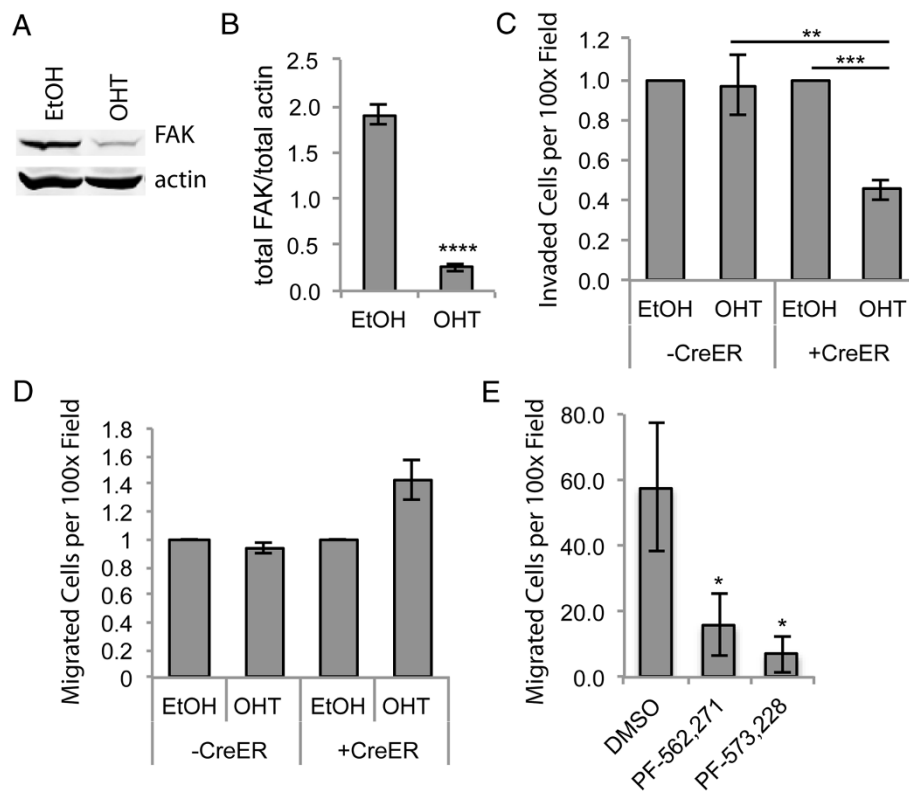 A
EtOH
OHT
FAK
actin
B
total FAK/total actin
2.5
2.0
1.5
1.0
0.5
0.0
****
EtOH
OHT
C
Invaded Cells per 100x Field
1.2
1.0
0.8
0.6
0.4
0.2
0.0
**
***
EtOH OHT EtOH OHT
-CreER +CreER
D
Migrated Cells per 100x Field
1.8
1.6
1.4
1.2
1
0.8
0.6
0.4
0.2
0
EtOH OHT EtOH OHT
-CreER +CreER
E
Migrated Cells per 100x Field
80.0
60.0
40.0
20.0
0.0
*
*
DMSO
PF-562,271
PF-573,228